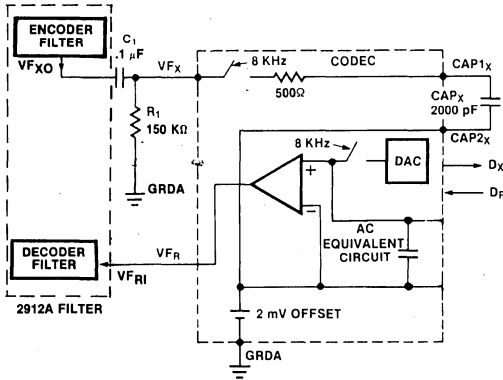 ENCODER
FILTER
VFXO
C1
.1 µF
VFX
R1
150 KΩ
GRDA
8 KHz
CODEC
500Ω
CAP1X
CAPX
2000 pF
CAP2X
8 KHz
DAC
DX
+
−
AC
EQUIVALENT
CIRCUIT
DECODER
FILTER
VFR
VFRI
2912A FILTER
2 mV OFFSET
GRDA